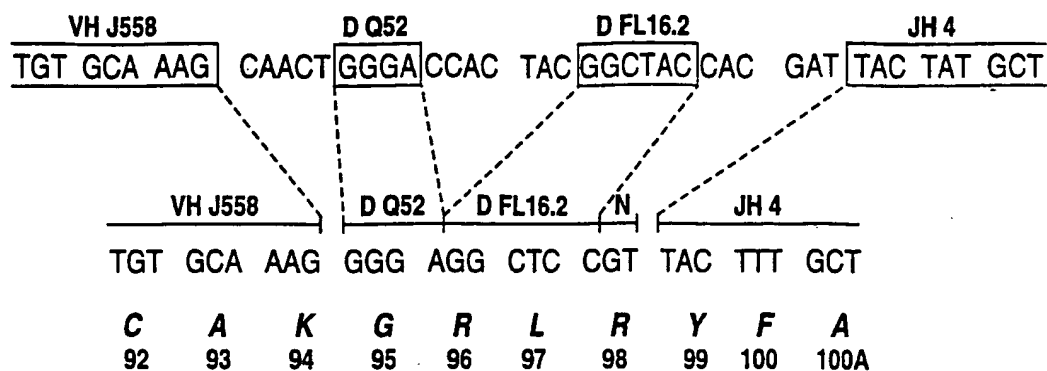 VH J558 D Q52 D FL16.2 JH 4
TGT GCA AAG CAACT GGGA CCAC TAC GGCTAC CAC GAT TAC TAT GCT
VH J558 D Q52 D FL16.2 N JH 4
TGT GCA AAG GGG AGG CTC CGT TAC TTT GCT
C A K G R L R Y F A
92 93 94 95 96 97 98 99 100 100A